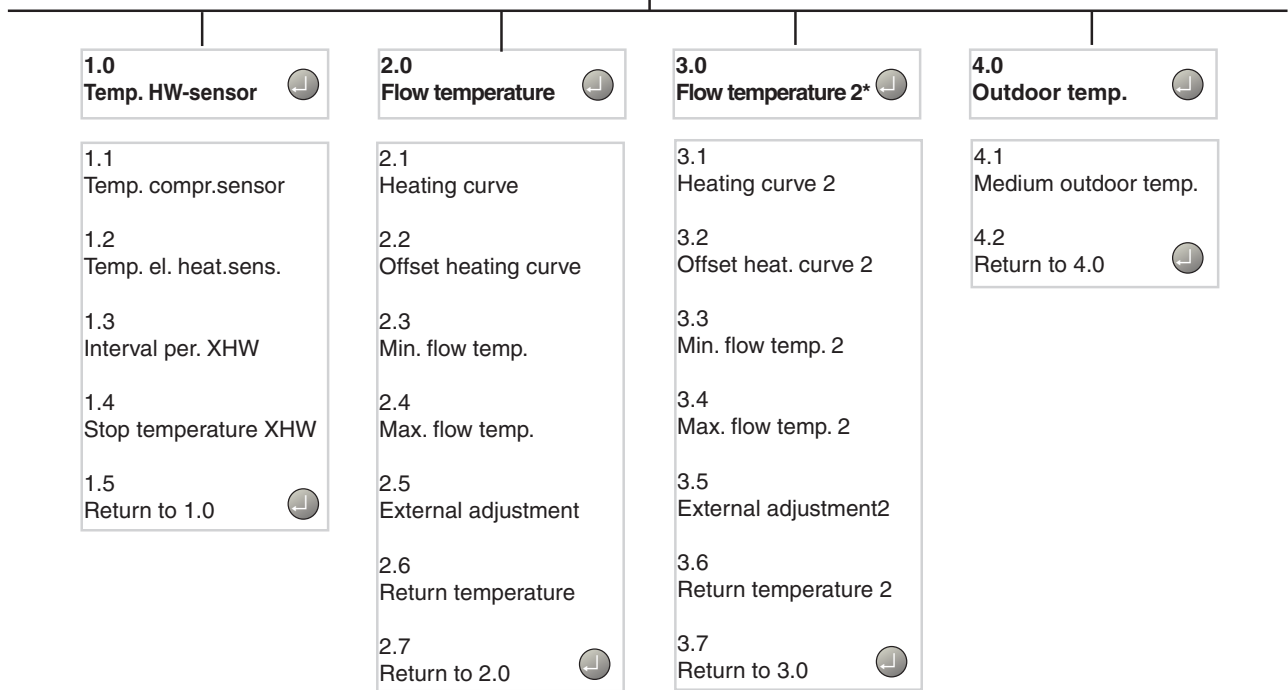 1.0
Temp. HW-sensor
1.1
Temp. compr.sensor
1.2
Temp. el. heat.sens.
1.3
Interval per. XHW
1.4
Stop temperature XHW
1.5
Return to 1.0
2.0
Flow temperature
2.1
Heating curve
2.2
Offset heating curve
2.3
Min. flow temp.
2.4
Max. flow temp.
2.5
External adjustment
2.6
Return temperature
2.7
Return to 2.0
3.0
Flow temperature 2*
3.1
Heating curve 2
3.2
Offset heat. curve 2
3.3
Min. flow temp. 2
3.4
Max. flow temp. 2
3.5
External adjustment2
3.6
Return temperature 2
3.7
Return to 3.0
4.0
Outdoor temp.
4.1
Medium outdoor temp.
4.2
Return to 4.0